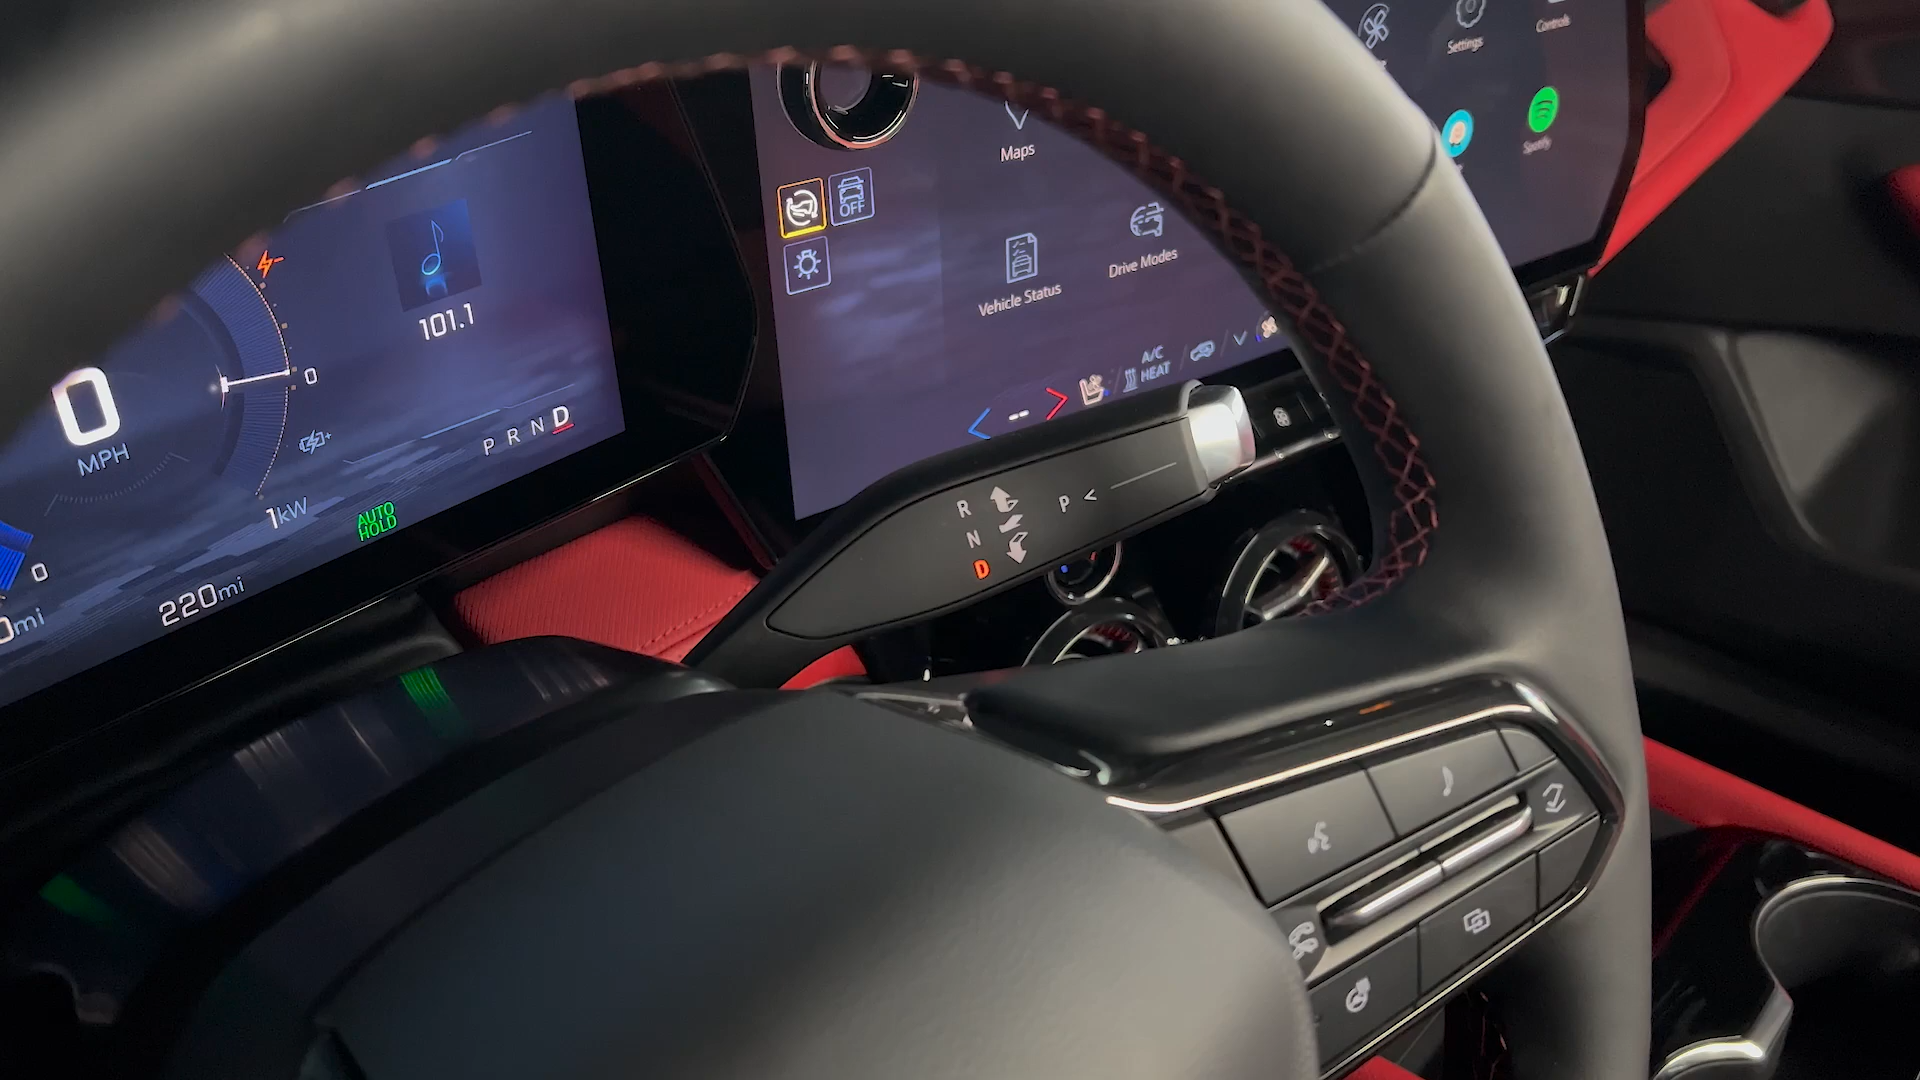 0
MPH
0
101.1
P R N D
1kW
AUTO
HOLD
0
0mi
220mi
OFF
Maps
Vehicle Status
Drive Modes
A/C
HEAT
--
Settings
Controls
Spotify
R
N
D
P <